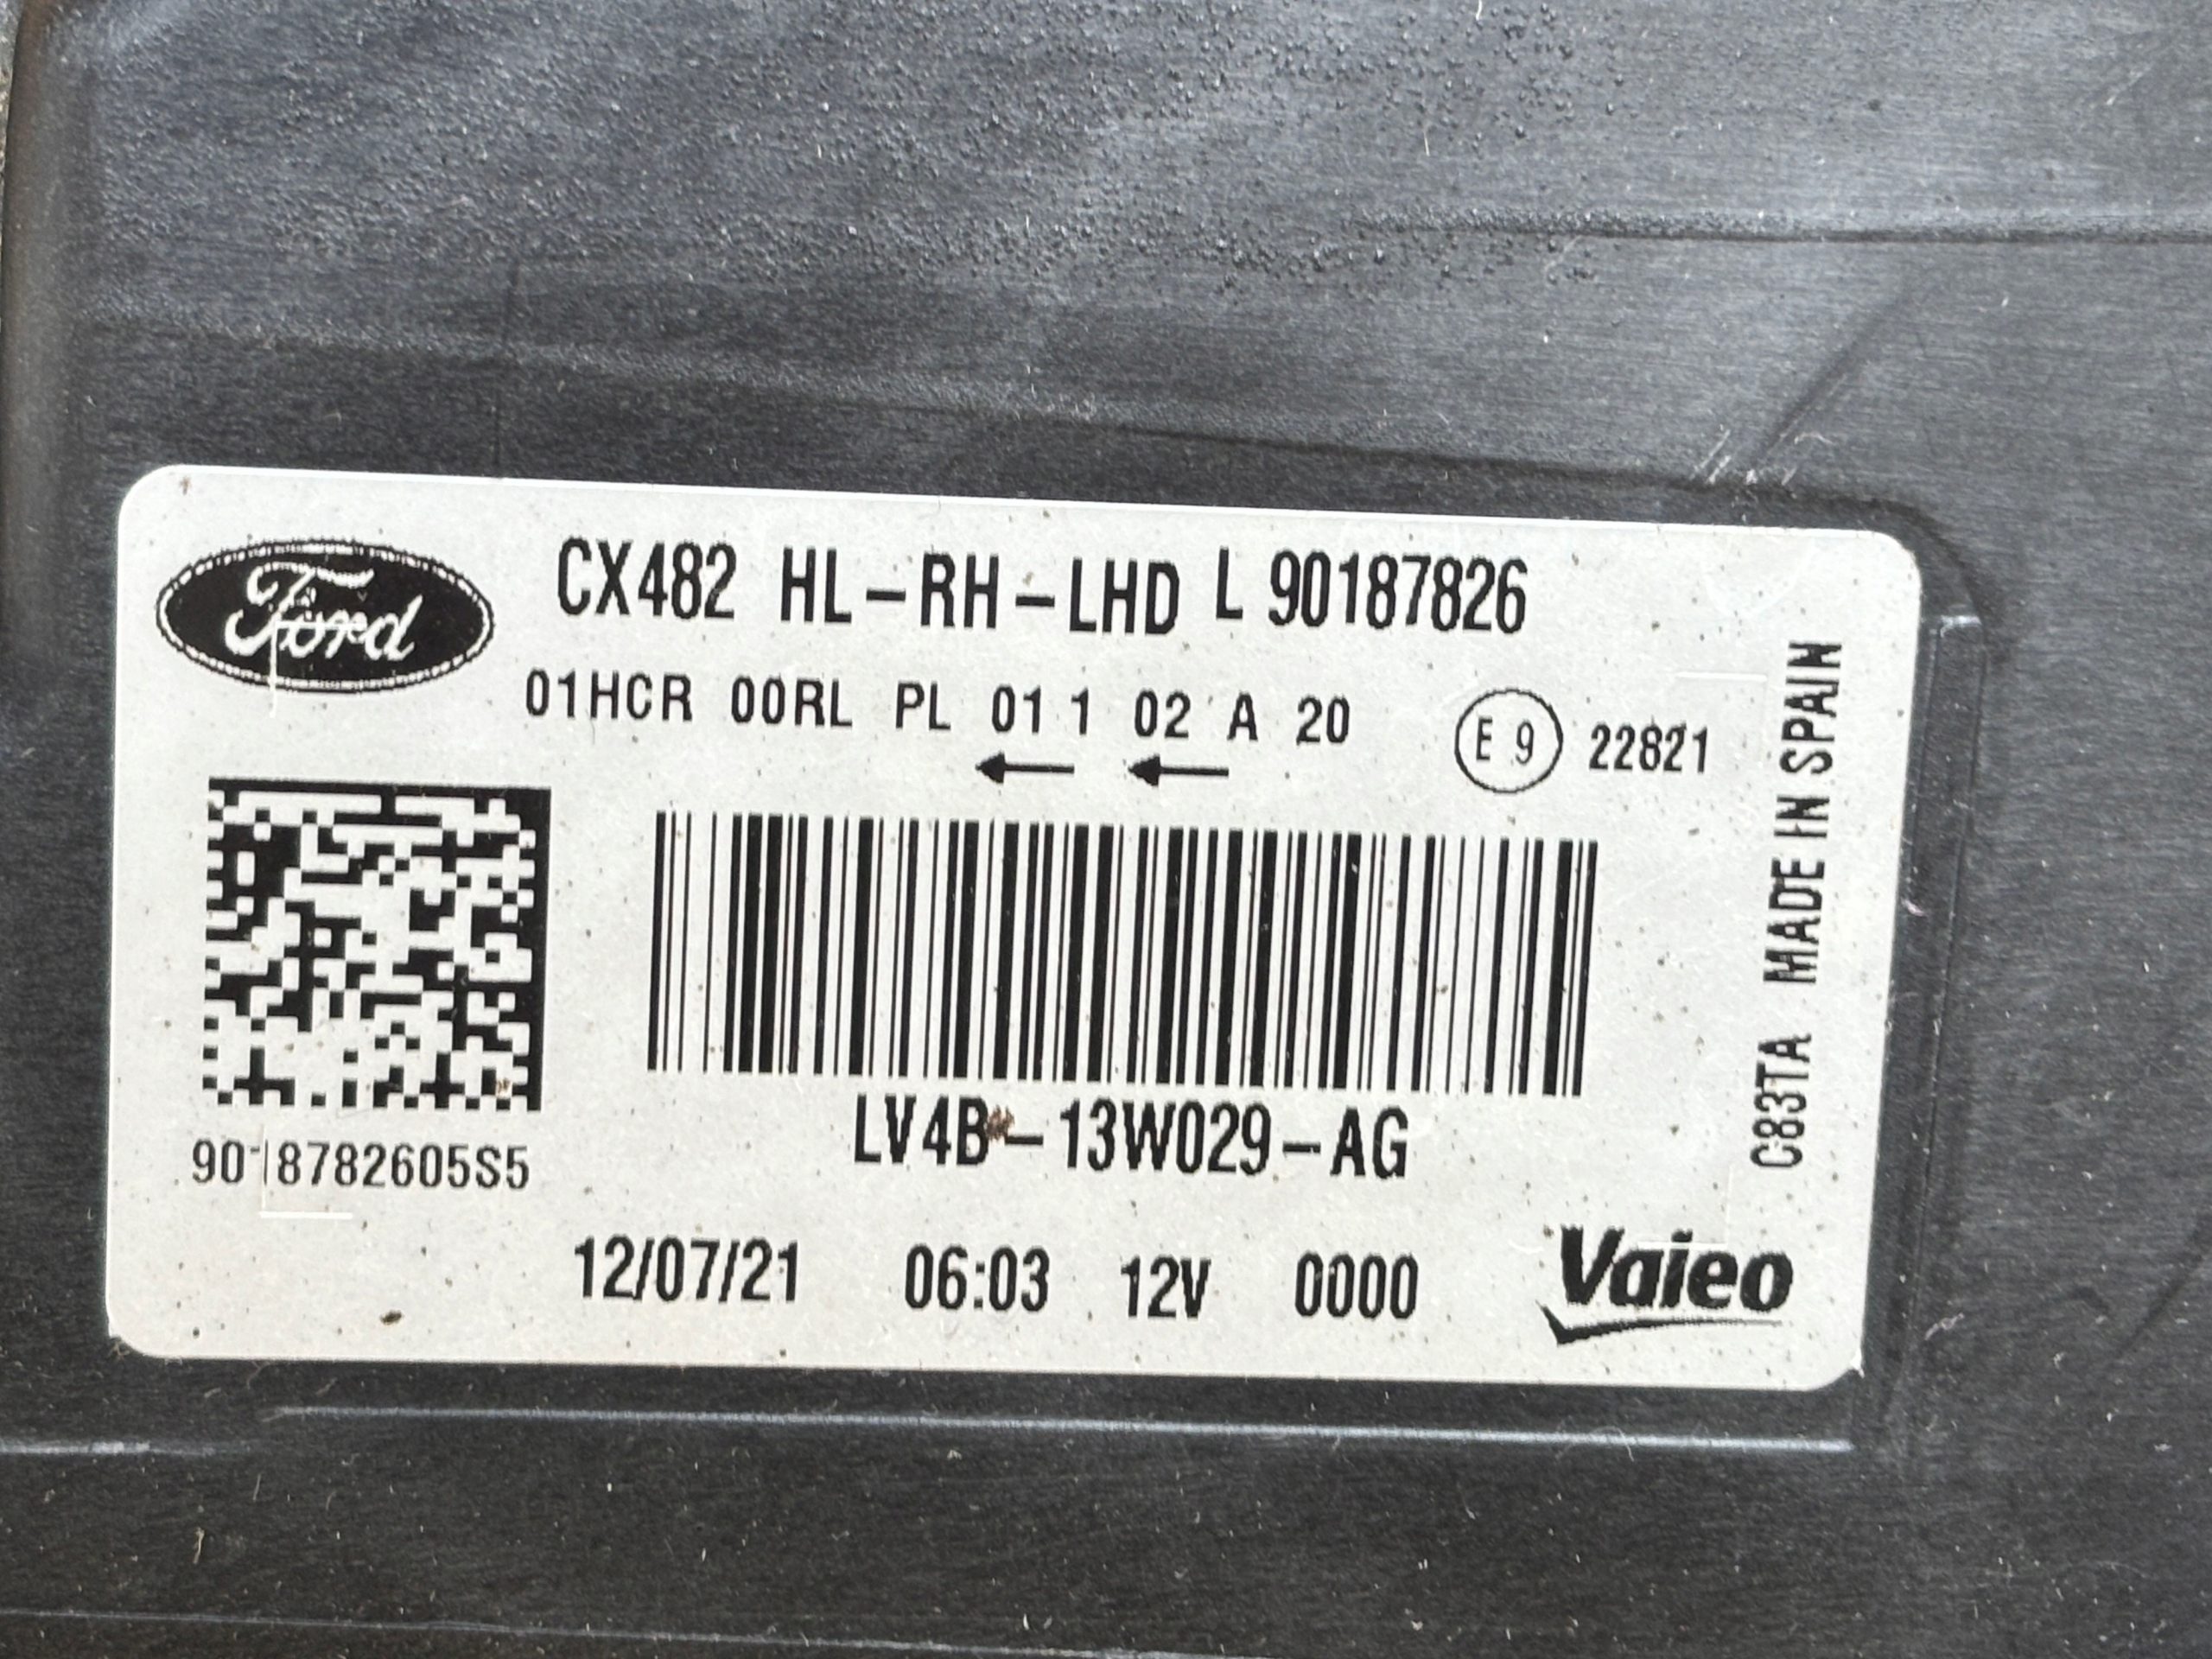 Ford
CX482 HL-RH-LHD L 90187826
01HCR 00RL PL 01 1 02 A 20
E 9 22821
C83TA MADE IN SPAIN
LV4B-13W029-AG
9018782605S5
12/07/21 06:03 12V 0000
Valeo